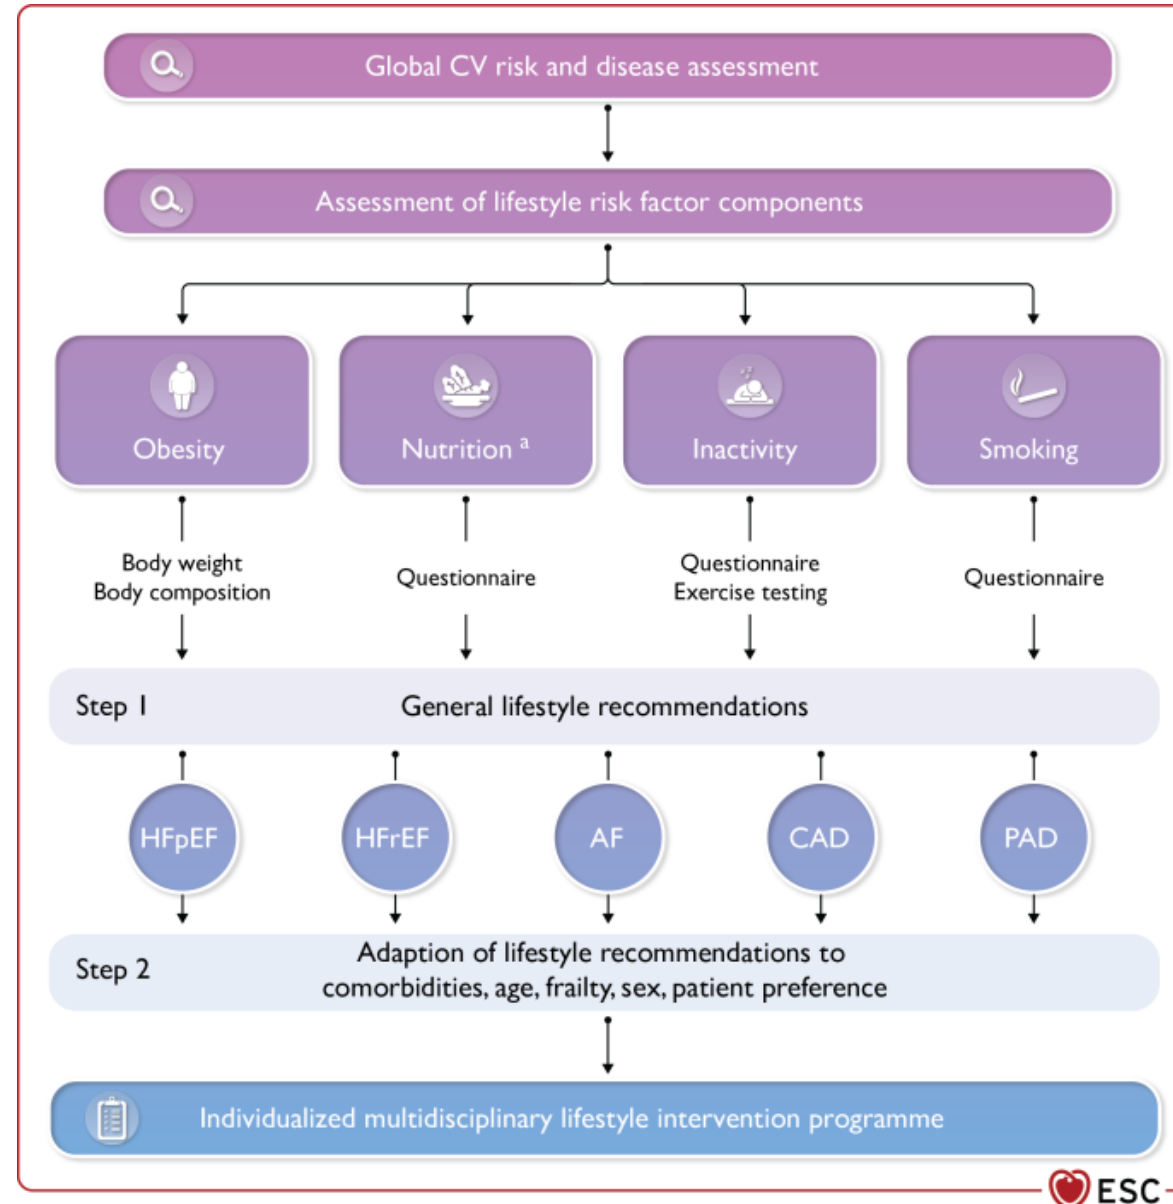 Global CV risk and disease assessment
Assessment of lifestyle risk factor components
Obesity
Nutrition a
Inactivity
Smoking
Body weight
Body composition
Questionnaire
Questionnaire
Exercise testing
Questionnaire
Step 1
General lifestyle recommendations
HFpEF
HFrEF
AF
CAD
PAD
Step 2
Adaption of lifestyle recommendations to
comorbidities, age, frailty, sex, patient preference
Individualized multidisciplinary lifestyle intervention programme
ESC